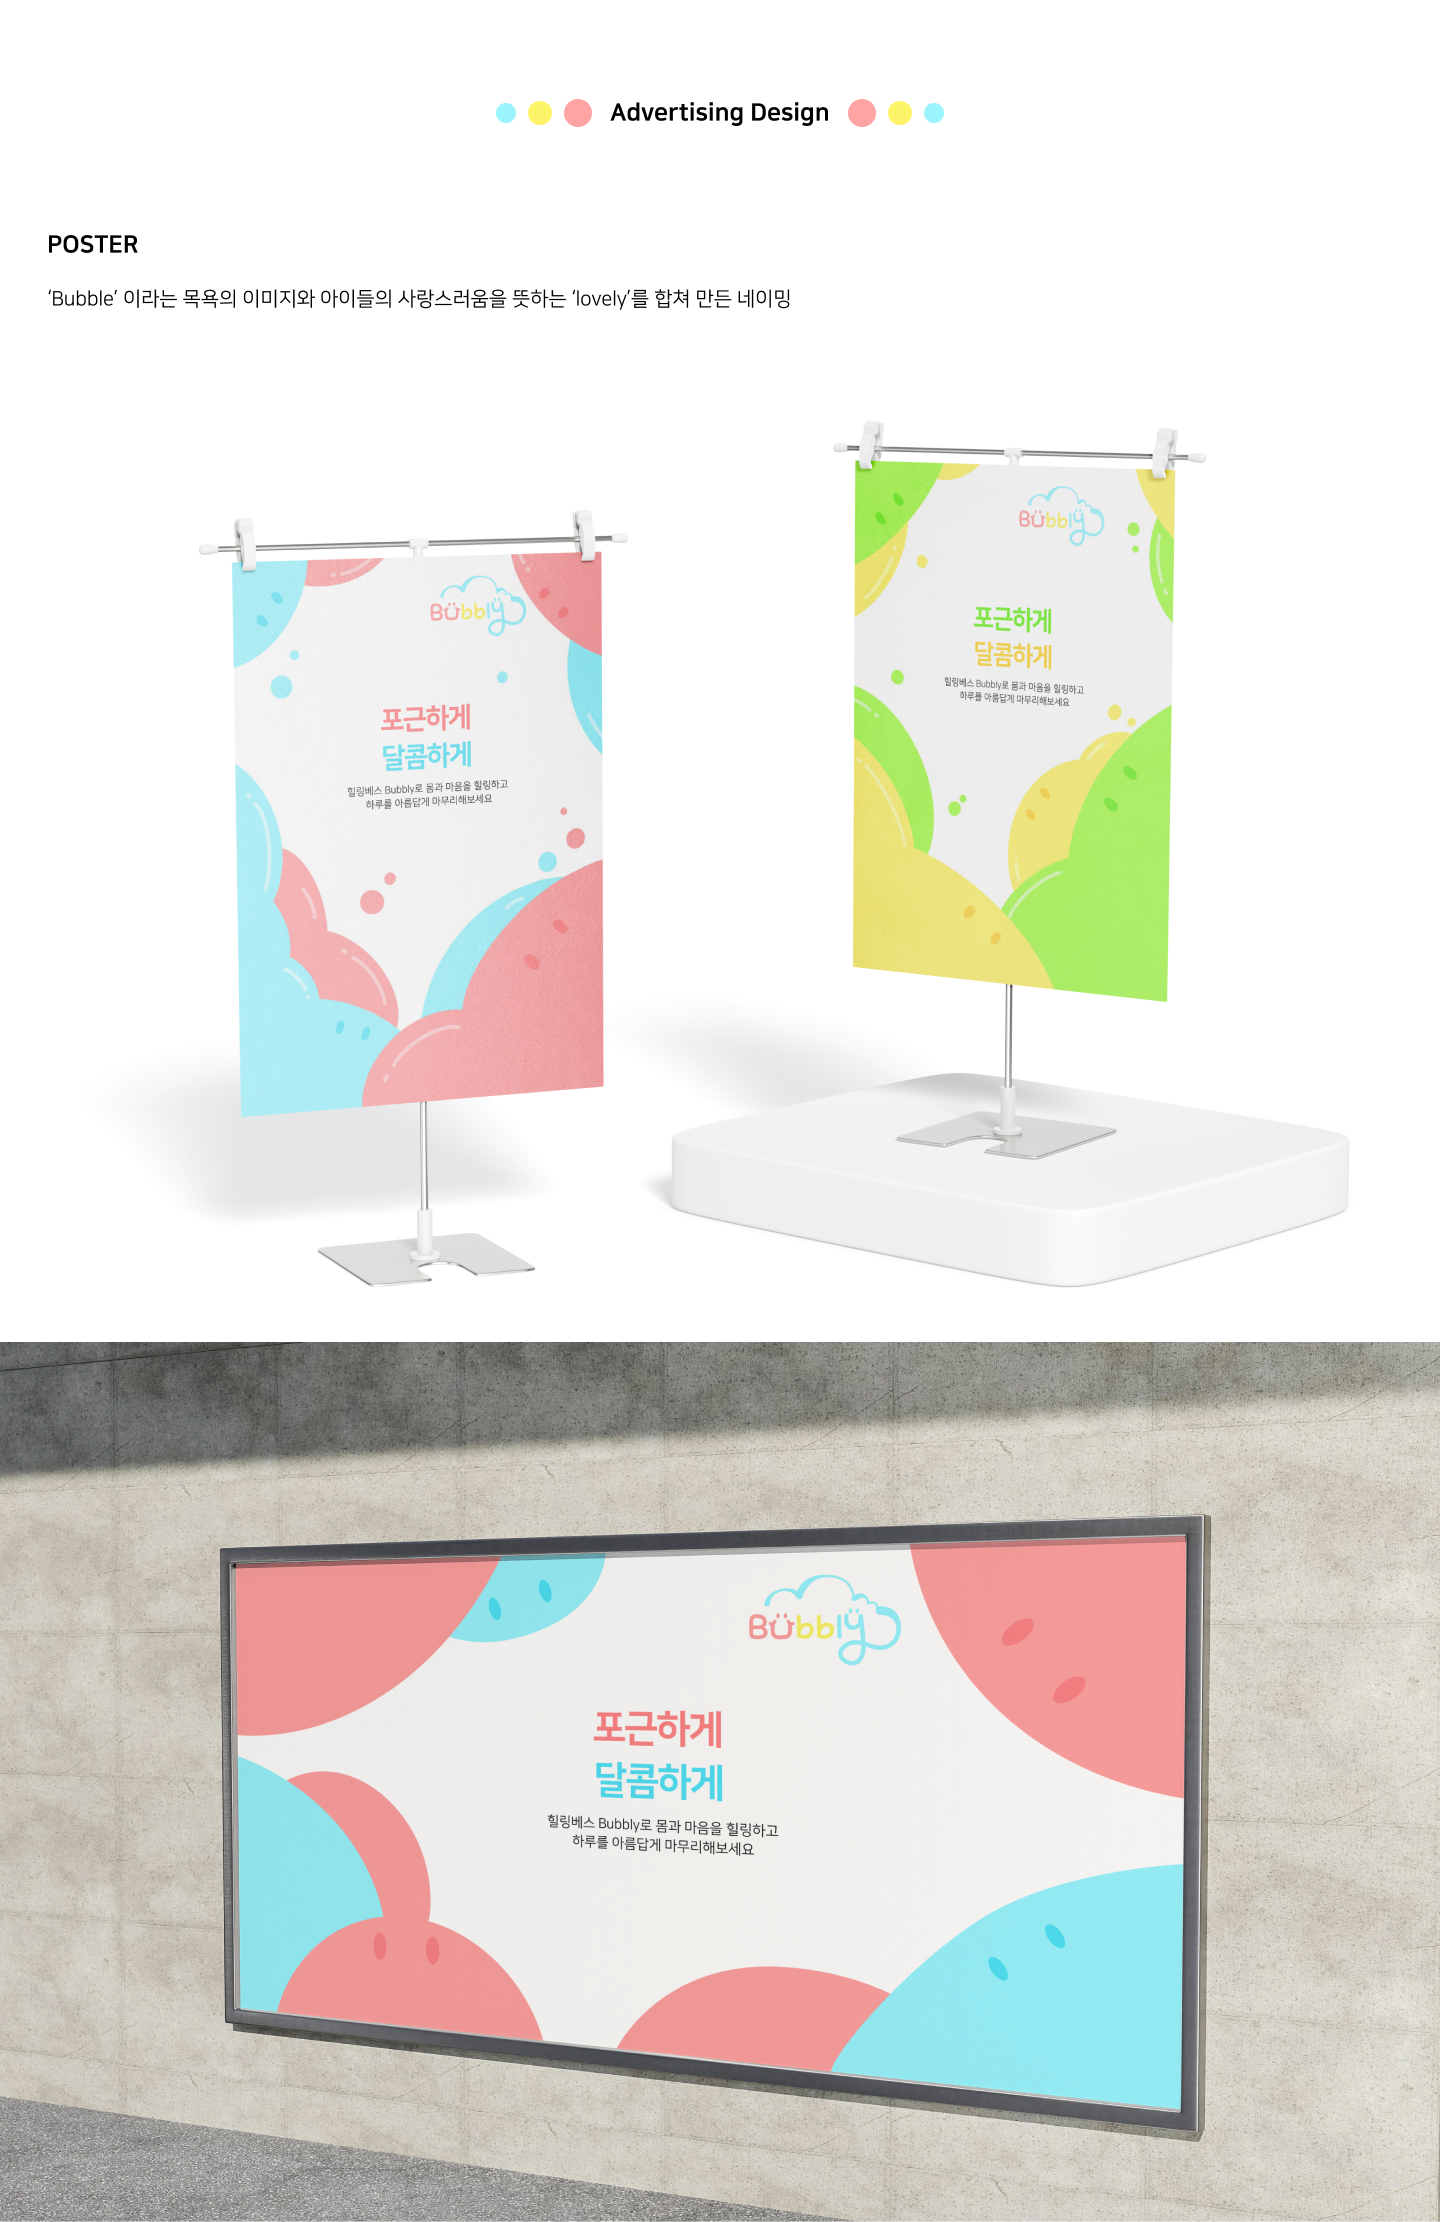 Advertising Design
POSTER
‘Bubble’ 이라는 목욕의 이미지와 아이들의 사랑스러움을 뜻하는 ‘lovely’를 합쳐 만든 네이밍
Bubbly
포근하게
달콤하게
힐링베스 Bubbly로 몸과 마음을 힐링하고
하루를 아름답게 마무리해보세요
Bubbly
포근하게
달콤하게
힐링베스 Bubbly로 몸과 마음을 힐링하고
하루를 아름답게 마무리해보세요
Bubbly
포근하게
달콤하게
힐링베스 Bubbly로 몸과 마음을 힐링하고
하루를 아름답게 마무리해보세요